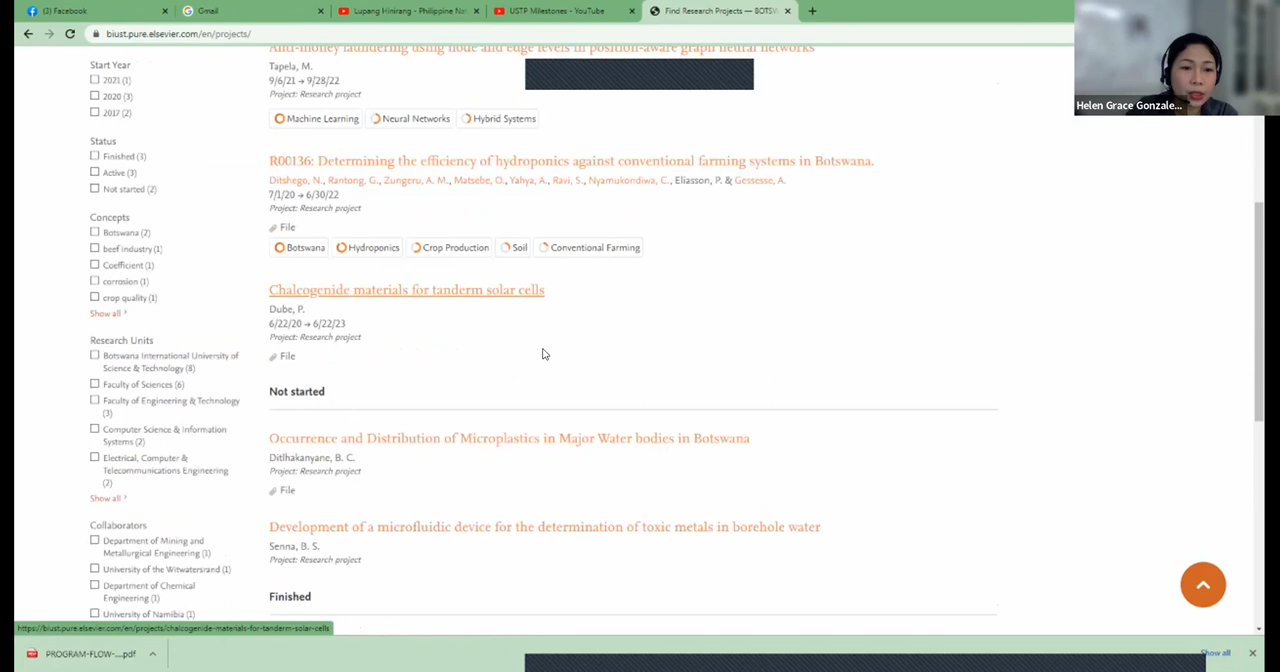 (3) Facebook
Gmail
Lupang Hinirang - Philippine Na
USTP Milestones - YouTube
Find Research Projects — BOTSW
biust.pure.elsevier.com/en/projects/
Helen Grace Gonzale...
Start Year
2021 (1)
2020 (3)
2017 (2)
Status
Finished (3)
Active (3)
Not started (2)
Concepts
Botswana (2)
beef industry (1)
Coefficient (1)
corrosion (1)
crop quality (1)
Show all
Research Units
Botswana International University of
Science & Technology (8)
Faculty of Sciences (6)
Faculty of Engineering & Technology
(3)
Computer Science & Information
Systems (2)
Electrical, Computer &
Telecommunications Engineering
(2)
Show all
Collaborators
Department of Mining and
Metallurgical Engineering (1)
University of the Witwatersrand (1)
Department of Chemical
Engineering (1)
University of Namibia (1)
Anti-money laundering using node and edge levels in position-aware graph neural networks
Tapela, M.
9/6/21 → 9/28/22
Project: Research project
Machine Learning Neural Networks Hybrid Systems
R00136: Determining the efficiency of hydroponics against conventional farming systems in Botswana.
Ditshego, N., Rantong, G., Zungeru, A. M., Matsebe, O., Yahya, A., Ravi, S., Nyamukondiwa, C., Eliasson, P. & Gessesse, A.
7/1/20 → 6/30/22
Project: Research project
File
Botswana Hydroponics Crop Production Soil Conventional Farming
Chalcogenide materials for tanderm solar cells
Dube, P.
6/22/20 → 6/22/23
Project: Research project
File
Not started
Occurrence and Distribution of Microplastics in Major Water bodies in Botswana
Ditlhakanyane, B. C.
Project: Research project
File
Development of a microfluidic device for the determination of toxic metals in borehole water
Senna, B. S.
Project: Research project
Finished
https://biust.pure.elsevier.com/en/projects/chalcogenide-materials-for-tanderm-solar-cells
PROGRAM-FLOW-....pdf
Show all